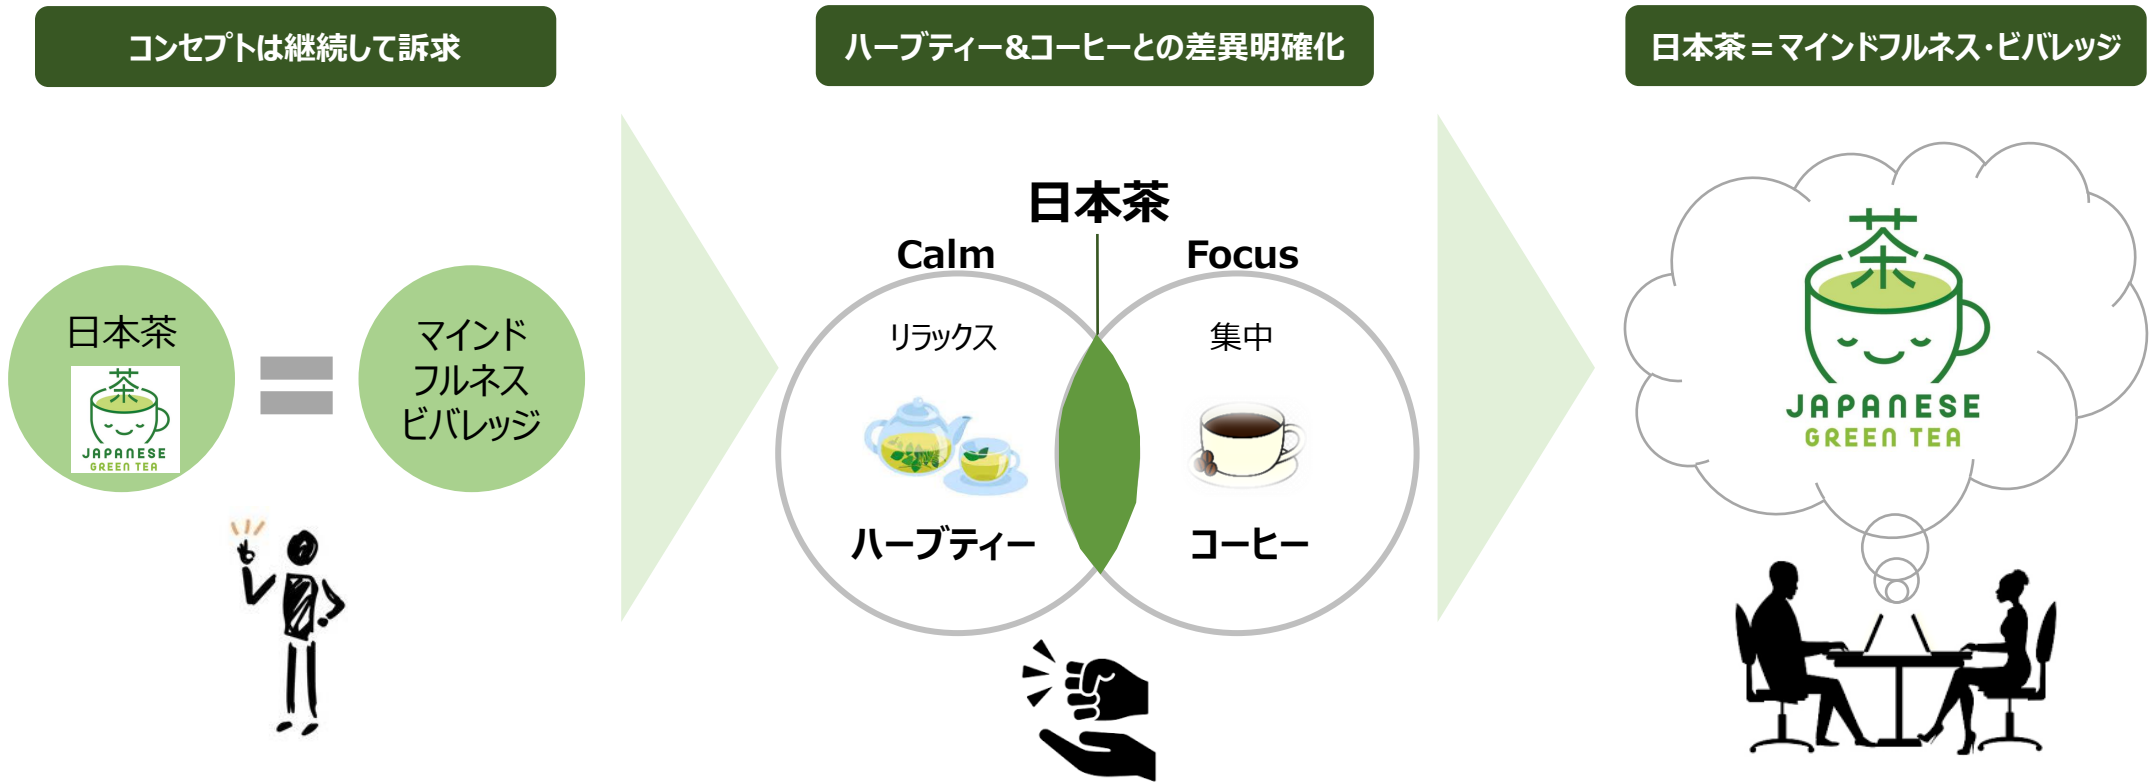 コンセプトは継続して訴求
ハーブティー&コーヒーとの差異明確化
日本茶=マインドフルネス・ビバレッジ
日本茶
茶
JAPANESE
GREEN TEA
マインド
フルネス
ビバレッジ
日本茶
Calm
Focus
リラックス
集中
ハーブティー
コーヒー
茶
JAPANESE
GREEN TEA